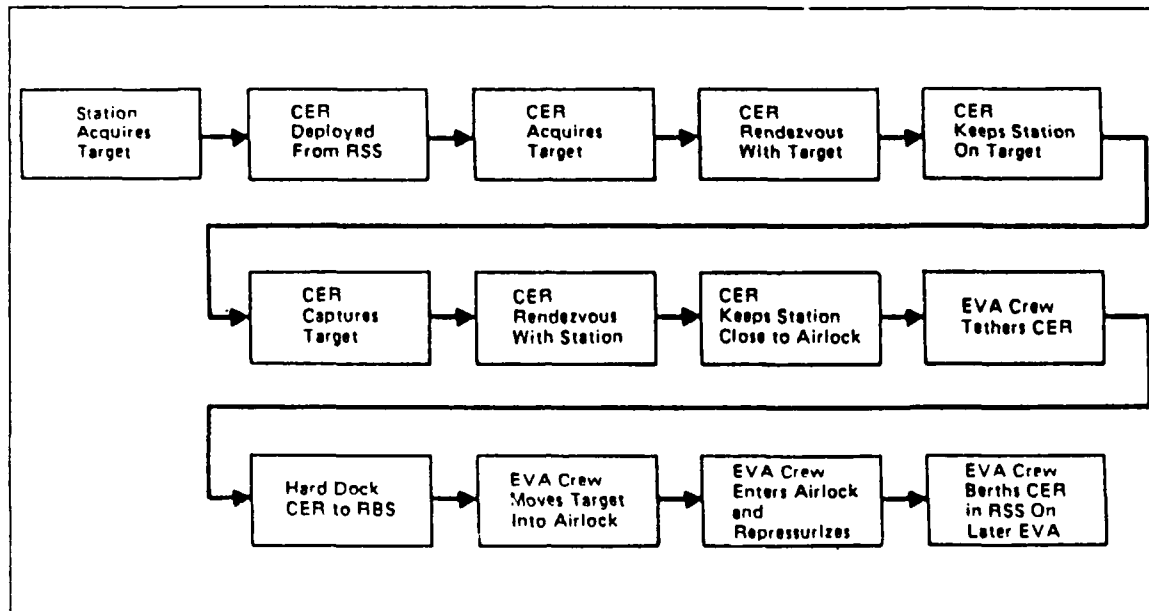 Station
Acquires
Target
CER
Deployed
From RSS
CER
Acquires
Target
CER
Rendezvous
With Target
CER
Keeps Station
On Target
CER
Captures
Target
CER
Rendezvous
With Station
CER
Keeps Station
Close to Airlock
EVA Crew
Tethers CER
Hard Dock
CER to RBS
EVA Crew
Moves Target
Into Airlock
EVA Crew
Enters Airlock
and
Repressurizes
EVA Crew
Berths CER
in RSS On
Later EVA